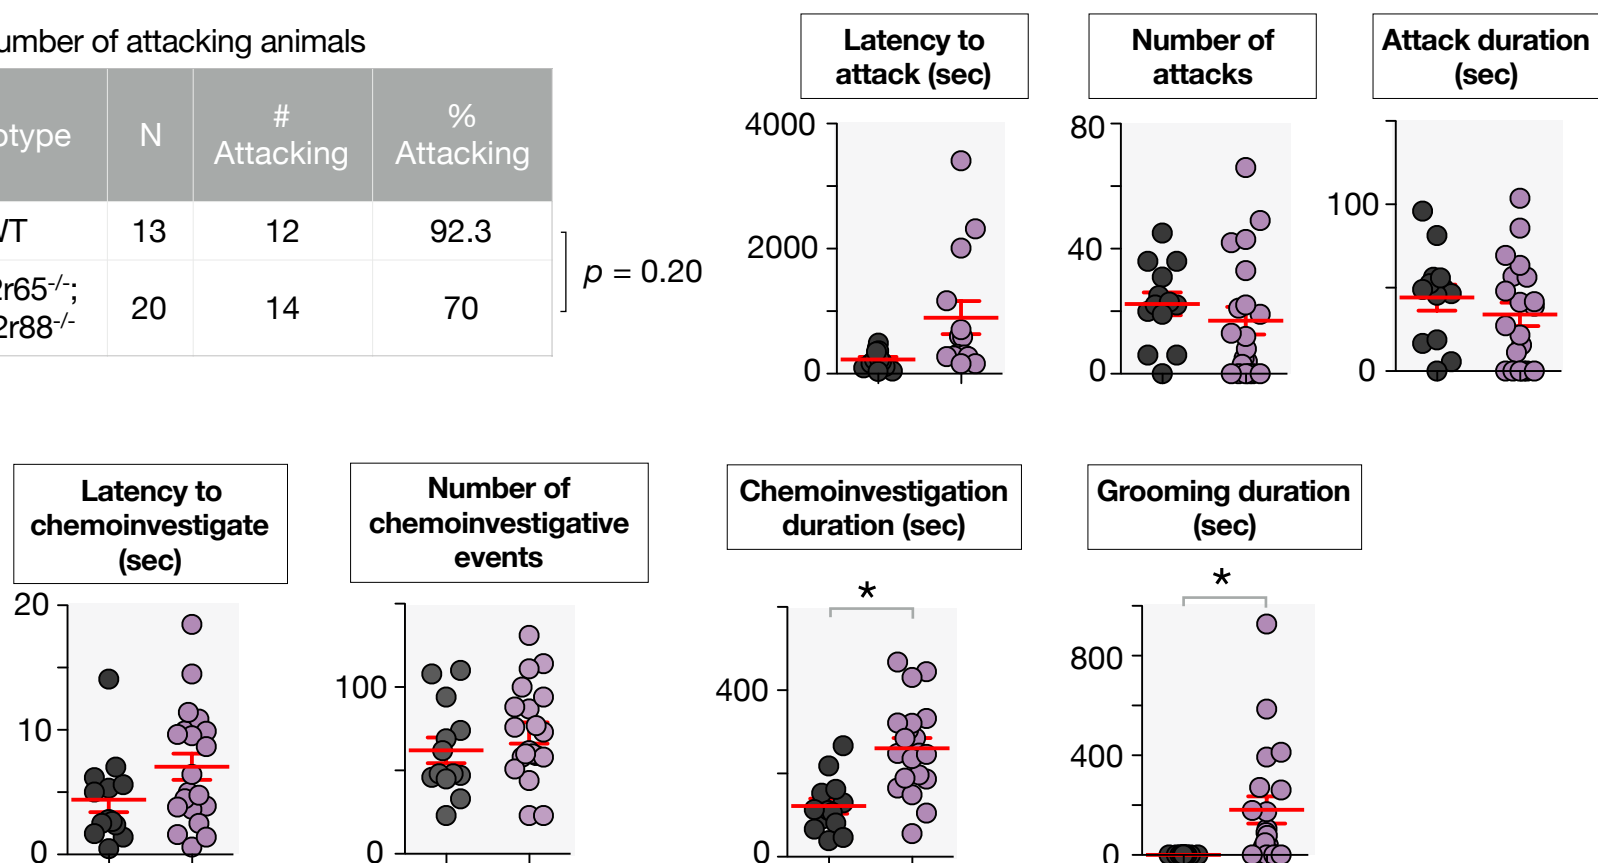 umber of attacking animals
otype N # Attacking % Attacking
WT 13 12 92.3
2r65-/-;
2r88-/- 20 14 70
p = 0.20
Latency to
attack (sec)
4000
2000
0
Number of
attacks
80
40
0
Attack duration
(sec)
100
0
Latency to
chemoinvestigate
(sec)
20
10
0
Number of
chemoinvestigative
events
100
0
Chemoinvestigation
duration (sec)
*
400
0
Grooming duration
(sec)
*
800
400
0